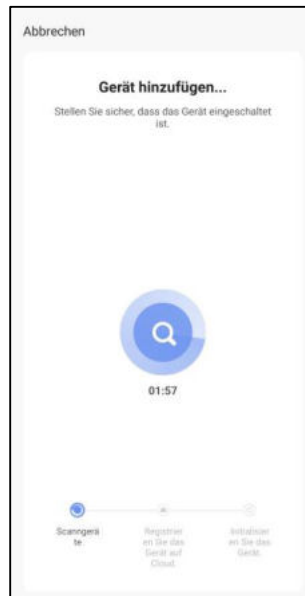 Abbrechen
Gerät hinzufügen...
Stellen Sie sicher, dass das Gerät eingeschaltet
ist.
01:57
Scanngerä
te
Registrier
en Sie das
Gerät auf
Cloud.
Initialisier
en Sie das
Gerät.